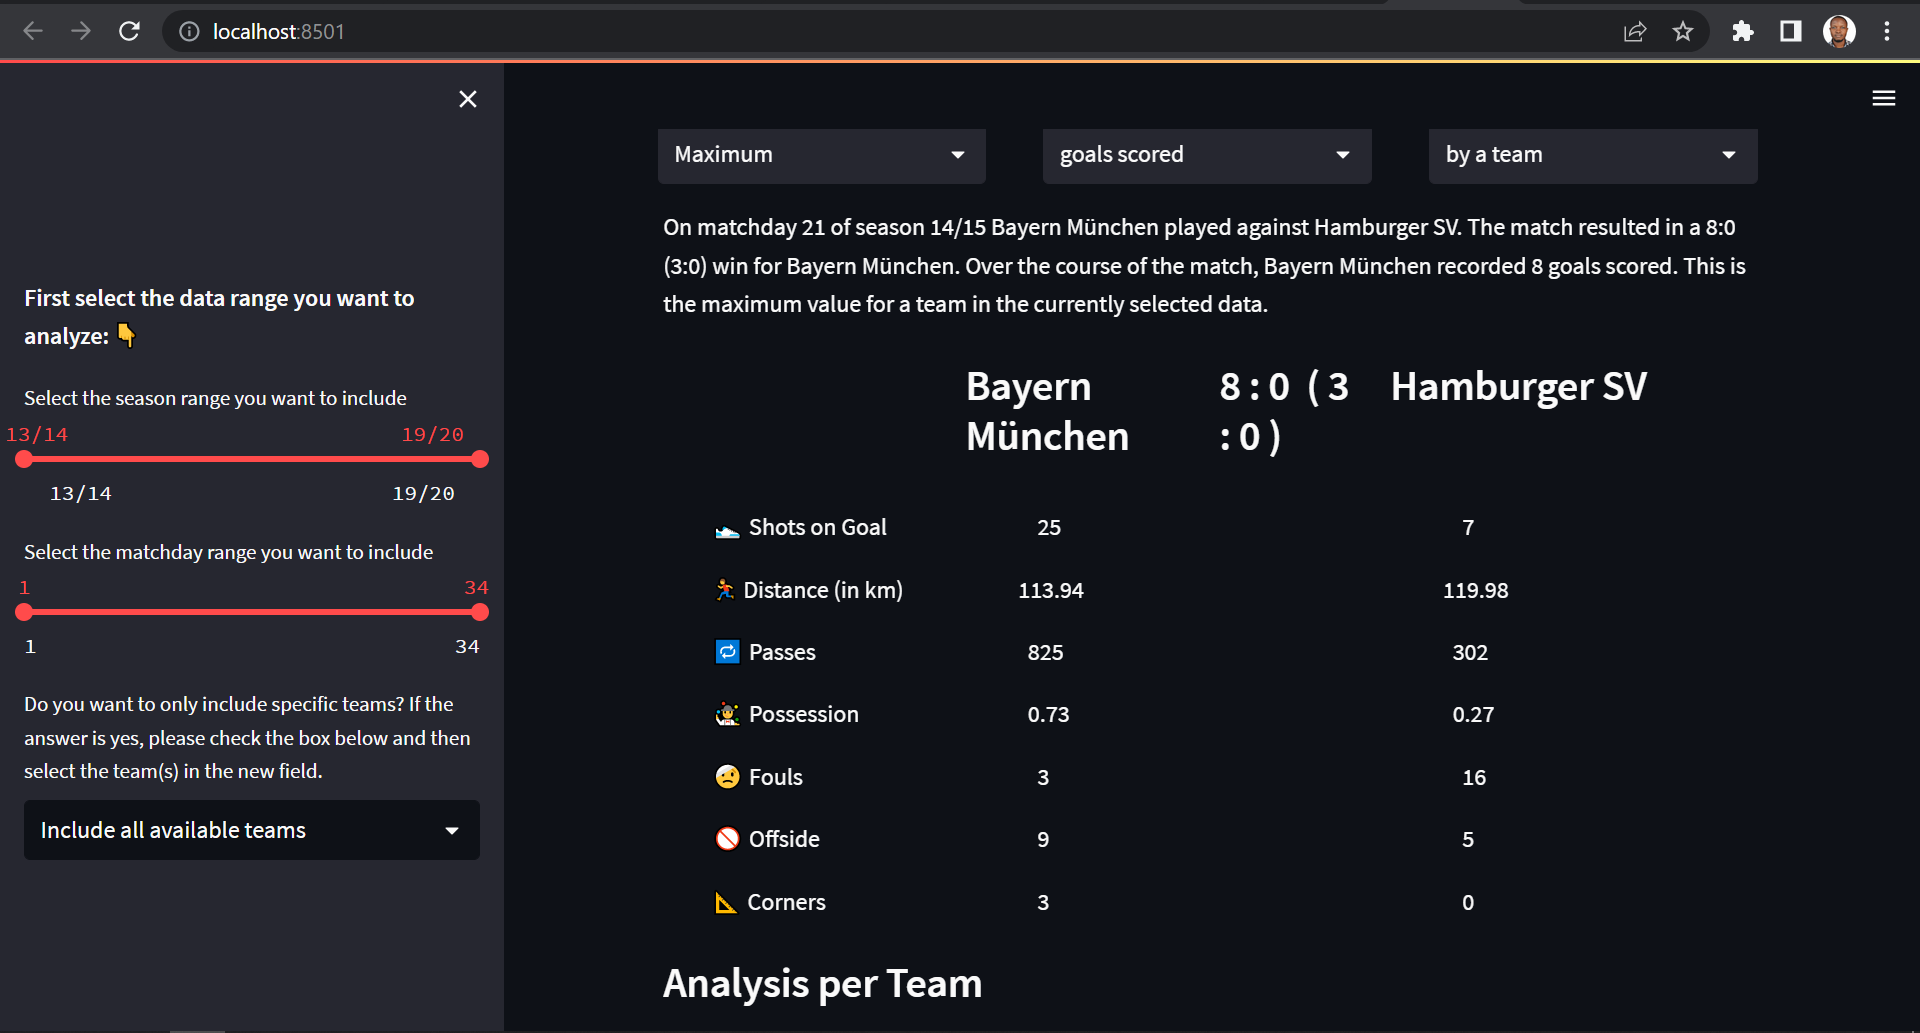 localhost:8501
First select the data range you want to
analyze:
Select the season range you want to include
13/14 19/20
13/14 19/20
Select the matchday range you want to include
1 34
1 34
Do you want to only include specific teams? If the
answer is yes, please check the box below and then
select the team(s) in the new field.
Include all available teams
Maximum goals scored by a team
On matchday 21 of season 14/15 Bayern München played against Hamburger SV. The match resulted in a 8:0
(3:0) win for Bayern München. Over the course of the match, Bayern München recorded 8 goals scored. This is
the maximum value for a team in the currently selected data.
Bayern 8 : 0 ( 3 Hamburger SV
München : 0 )
Shots on Goal 25 7
Distance (in km) 113.94 119.98
Passes 825 302
Possession 0.73 0.27
Fouls 3 16
Offside 9 5
Corners 3 0
Analysis per Team